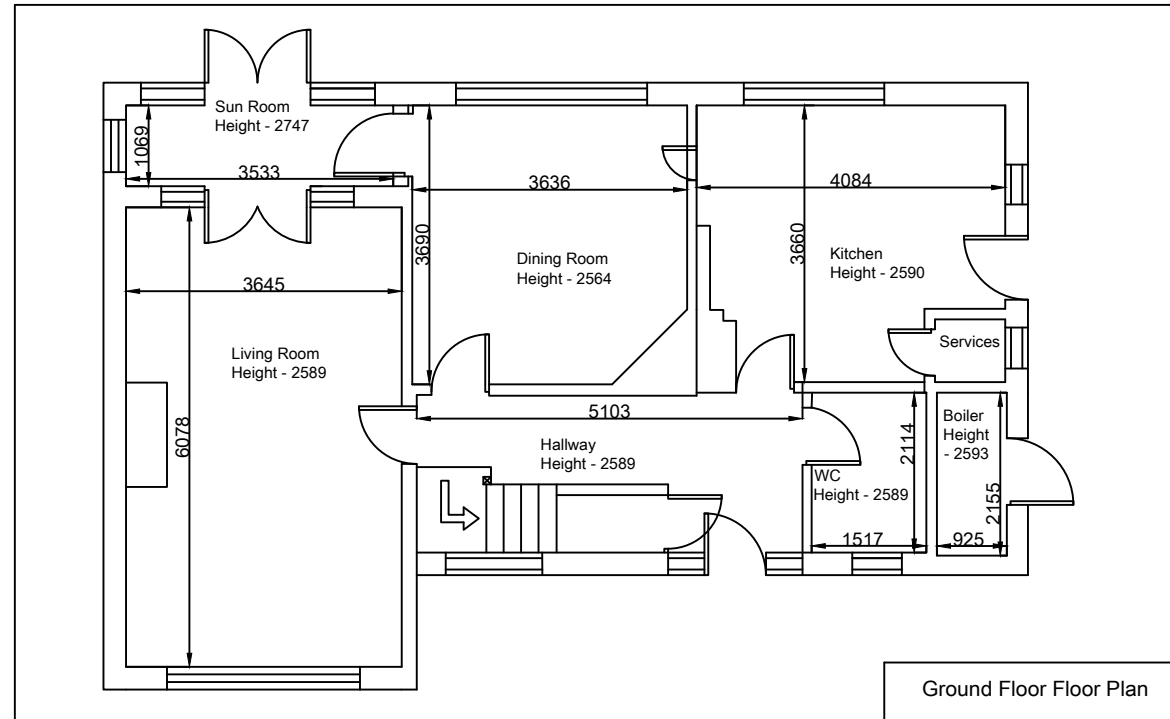 Sun Room
Height - 2747
1069
3533
3636
4084
3690
3660
Dining Room
Height - 2564
Kitchen
Height - 2590
3645
Living Room
Height - 2589
Services
6078
5103
Hallway
Height - 2589
2114
Boiler
Height
- 2593
WC
Height - 2589
2155
1517
925
Ground Floor Floor Plan